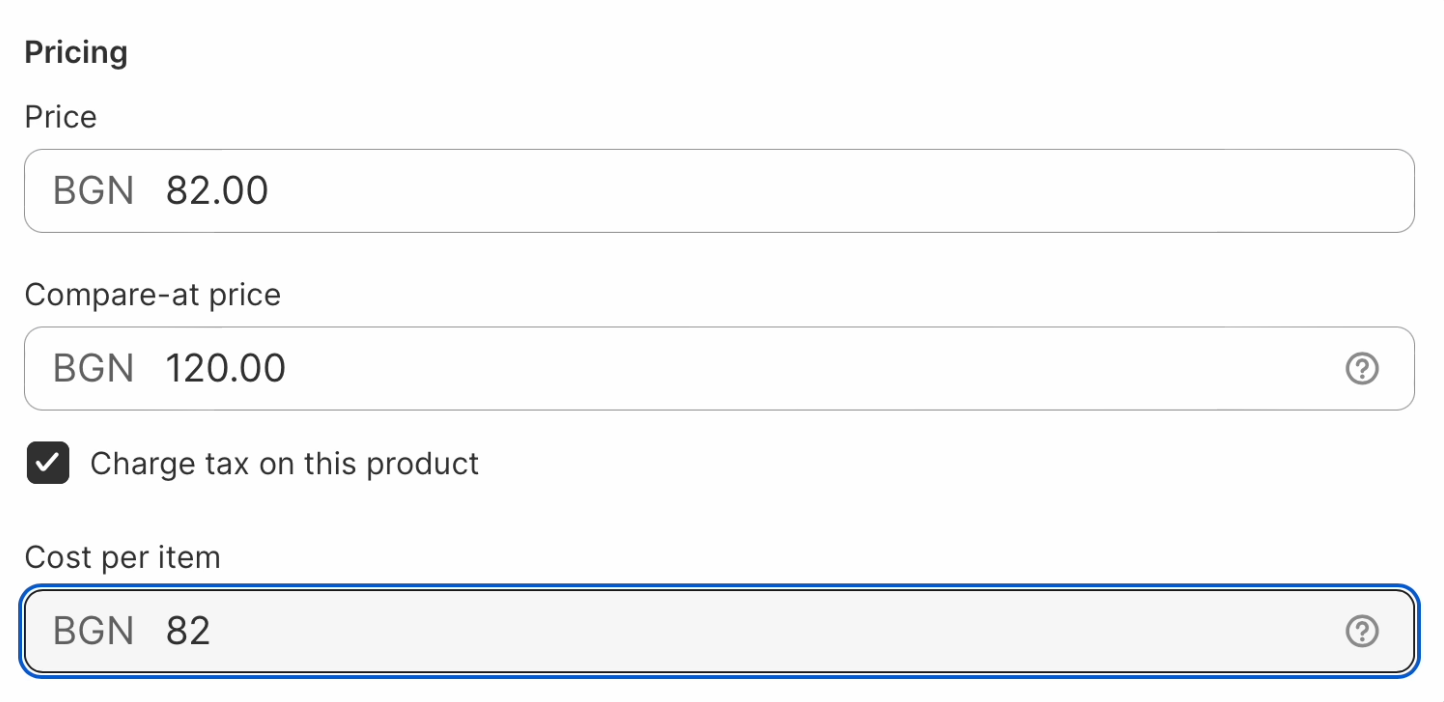 Pricing
Price
BGN 82.00
Compare-at price
BGN 120.00
Charge tax on this product
Cost per item
BGN 82